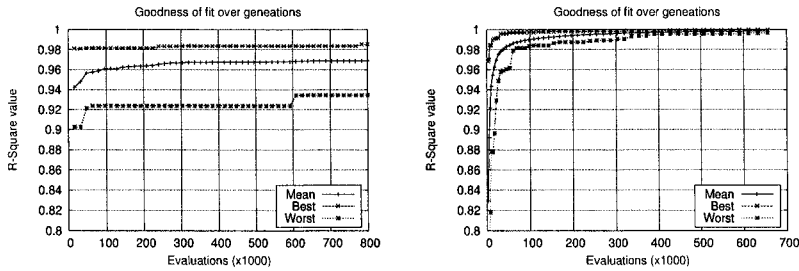 Goodness of fit over geneations
1
0.98
0.96
0.94
0.92
0.9
0.88
0.86
0.84
0.82
0.8
R-Square value
Mean
Best
Worst
0 100 200 300 400 500 600 700 800
Evaluations (x1000)
Goodness of fit over geneations
1
0.98
0.96
0.94
0.92
0.9
0.88
0.86
0.84
0.82
0.8
R-Square value
Mean
Best
Worst
0 100 200 300 400 500 600 700
Evaluations (x1000)